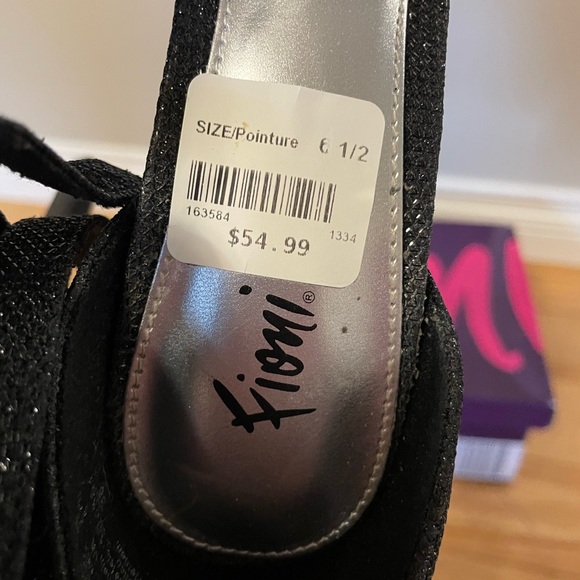 SIZE/Pointure 6 1/2
163584 1334
$54.99
Fioni®